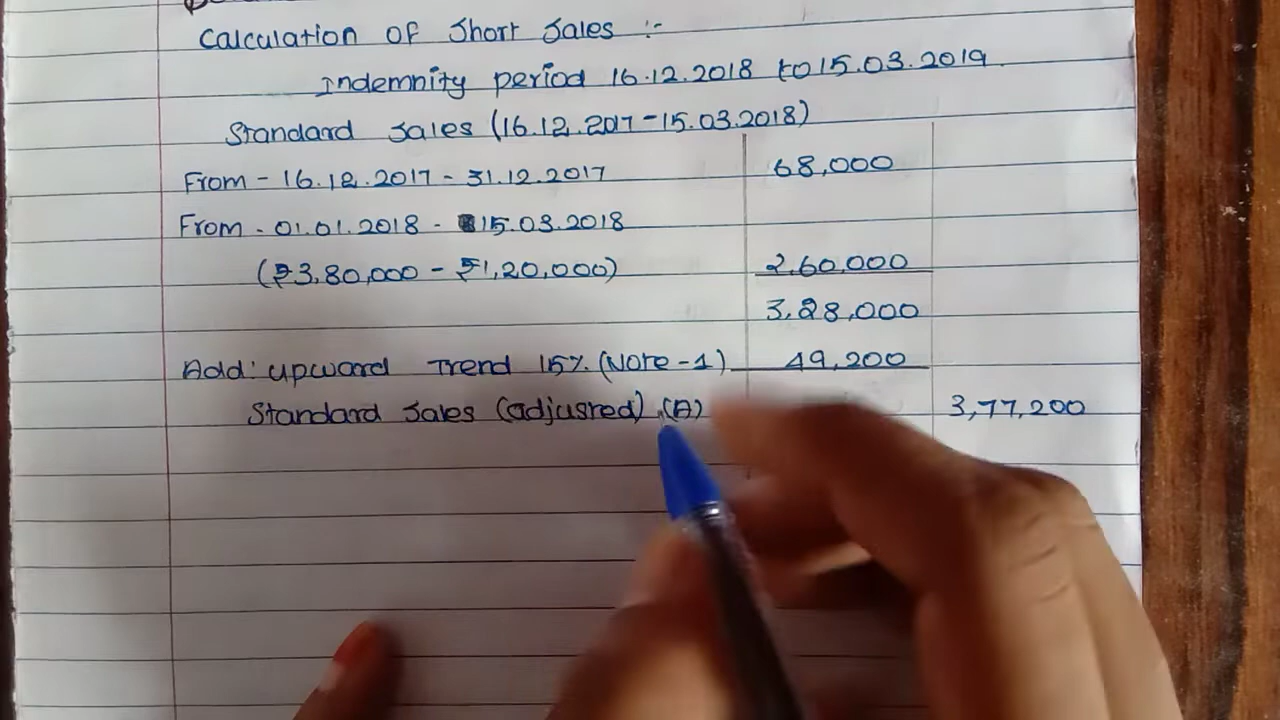 Calculation of Short Sales :-
Indemnity period 16.12.2018 to 15.03.2019
Standard Sales (16.12.2017 - 15.03.2018)
From - 16.12.2017 - 31.12.2017 68,000
From - 01.01.2018 - 15.03.2018
(₹3,80,000 - ₹1,20,000) 2,60,000
3,28,000
Add: upward Trend 15% (Note - 1) 49,200
Standard Sales (adjusted) (A) 3,77,200